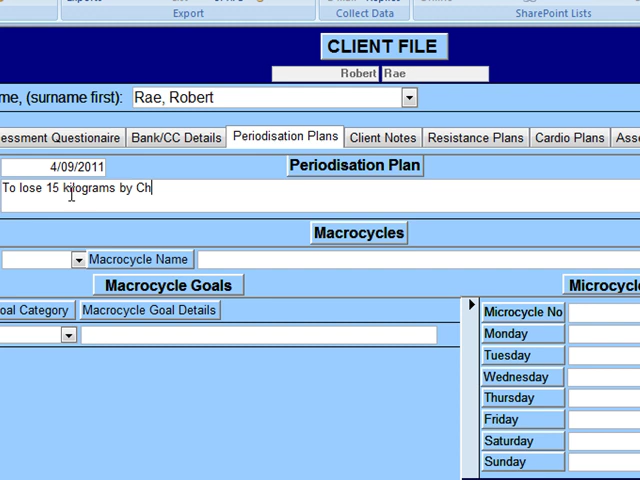 Export
Collect Data
SharePoint Lists
CLIENT FILE
Robert Rae
me, (surname first): Rae, Robert
essment Questionaire Bank/CC Details Periodisation Plans Client Notes Resistance Plans Cardio Plans Asse
4/09/2011 Periodisation Plan
To lose 15 kilograms by Ch
Macrocycles
Macrocycle Name
Macrocycle Goals Microcycle
oal Category Macrocycle Goal Details
Microcycle No
Monday
Tuesday
Wednesday
Thursday
Friday
Saturday
Sunday